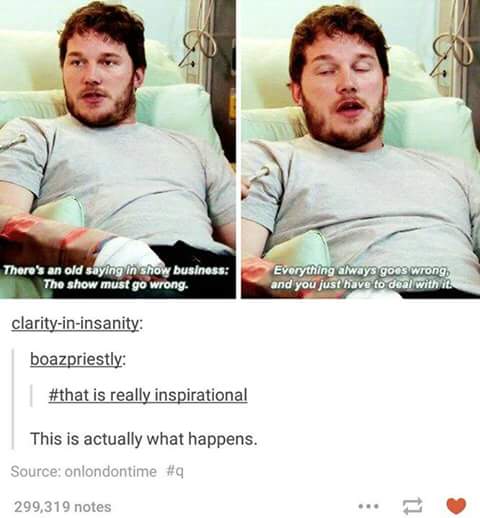 There's an old saying in show business:
The show must go wrong.
Everything always goes wrong,
and you just have to deal with it.
clarity-in-insanity:
boazpriestly:
#that is really inspirational
This is actually what happens.
Source: onlondontime #q
299,319 notes